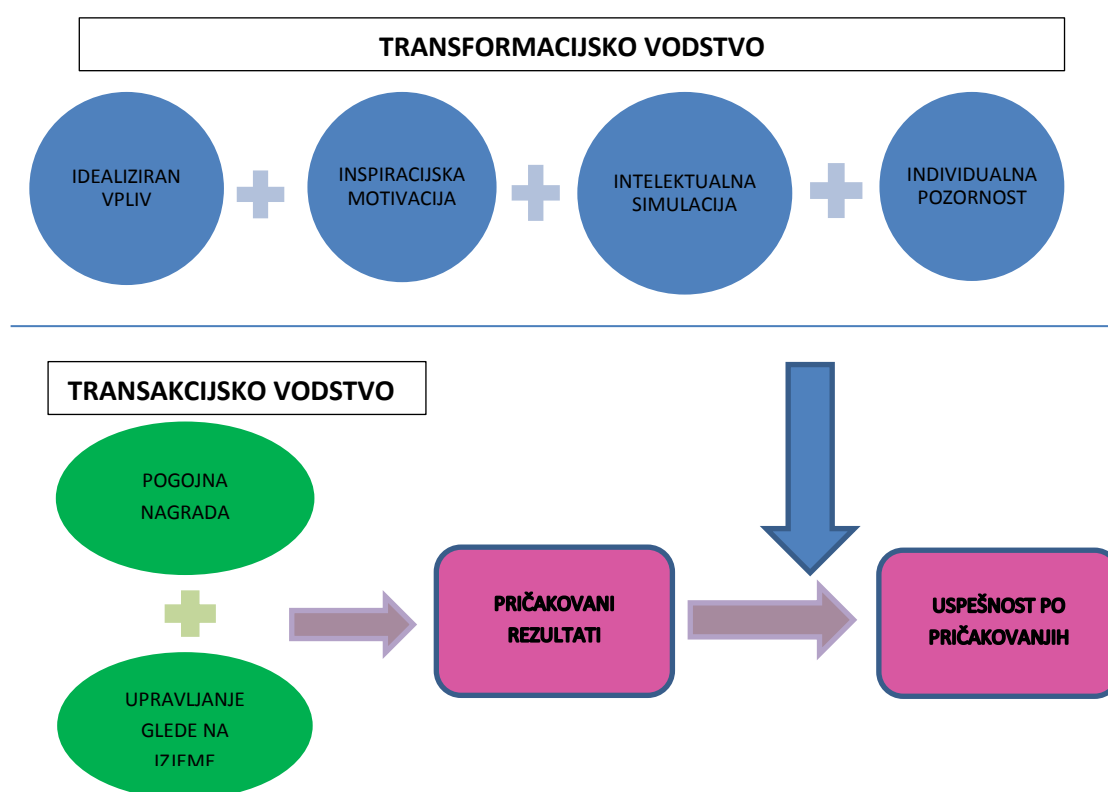 TRANSFORMACIJSKO VODSTVO
IDEALIZIRAN
VPLIV
INSPIRACIJSKA
MOTIVACIJA
INTELEKTUALNA
SIMULACIJA
INDIVIDUALNA
POZORNOST
TRANSAKCIJSKO VODSTVO
POGOJNA
NAGRADA
PRIČAKOVANI
REZULTATI
USPEŠNOST PO
PRIČAKOVANJIH
UPRAVLJANJE
GLEDE NA
IZJEME